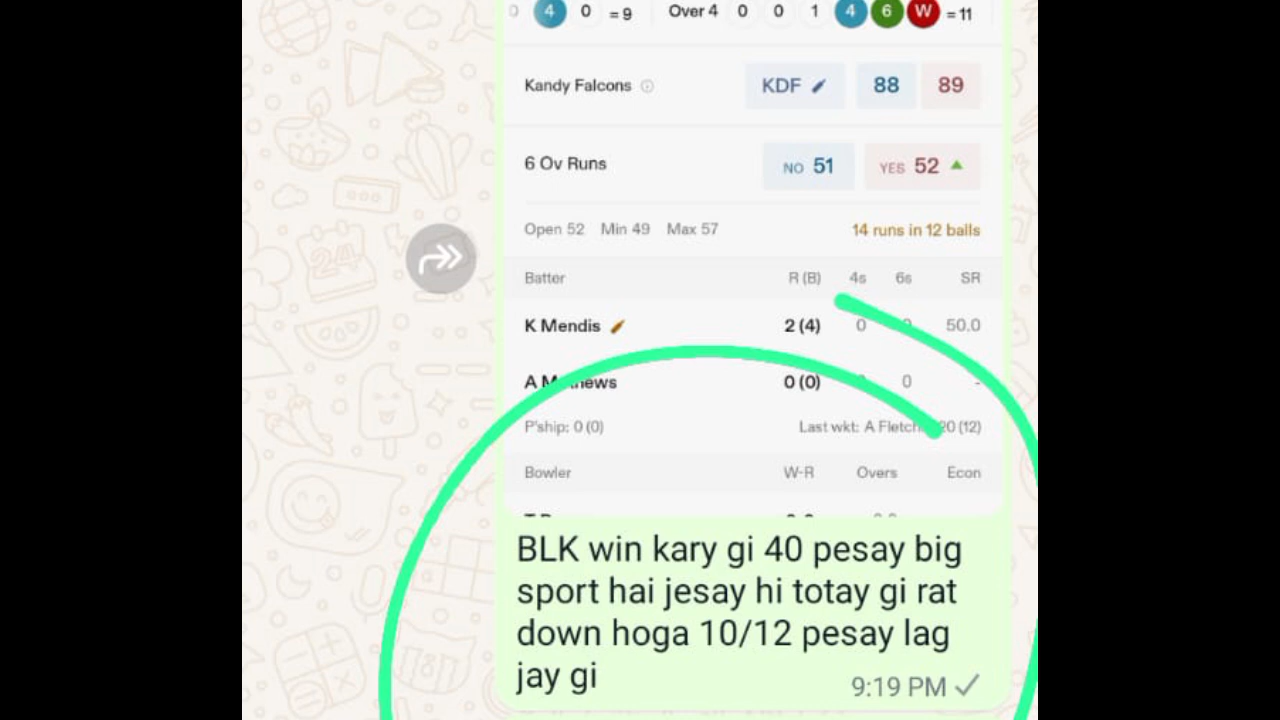 0 4 0 = 9 Over 4 0 0 1 4 6 W = 11
Kandy Falcons KDF 88 89
6 Ov Runs NO 51 YES 52
Open 52 Min 49 Max 57 14 runs in 12 balls
Batter R (B) 4s 6s SR
K Mendis 2 (4) 0 50.0
0 (0) 0 -
P'ship: 0 (0) Last wkt: A 20 (12)
Bowler W-R Overs Econ
BLK win kary gi 40 pesay big
sport hai jesay hi totay gi rat
down hoga 10/12 pesay lag
jay gi
9:19 PM
24